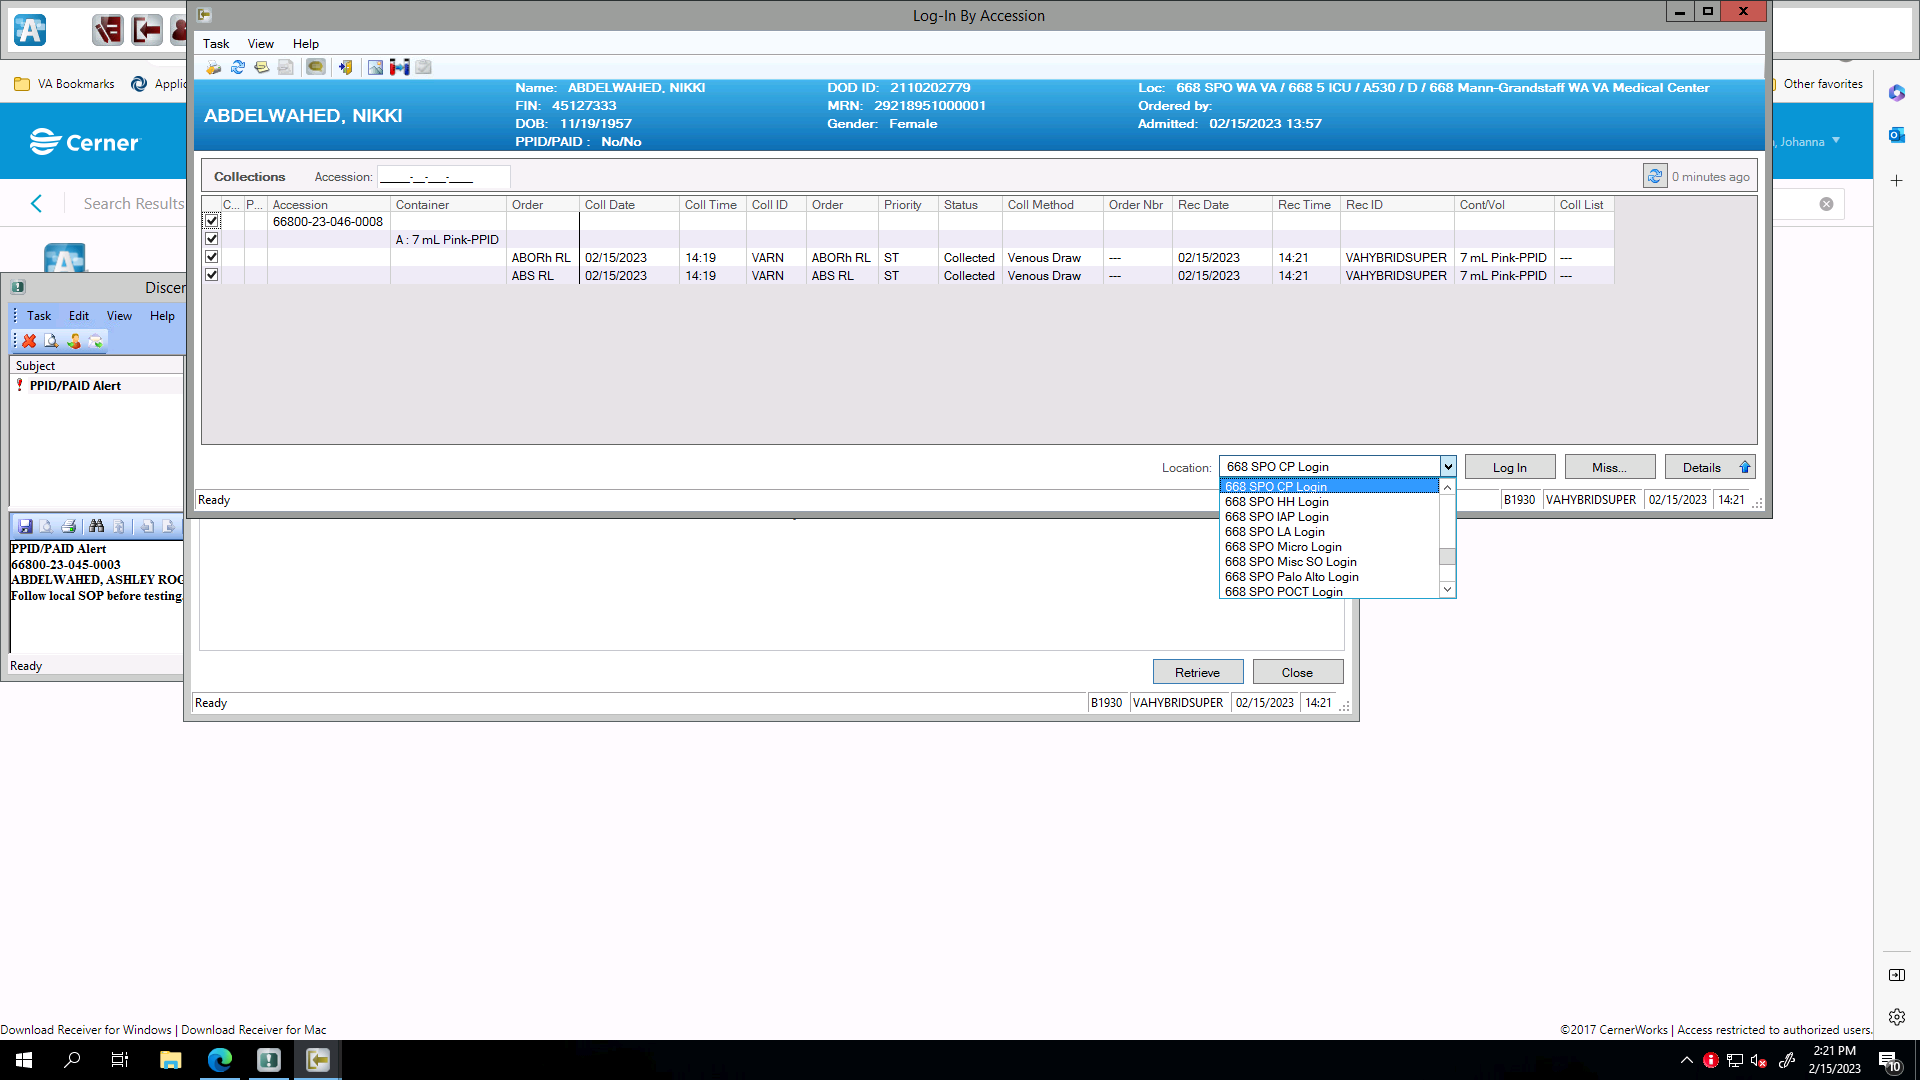 Log-In By Accession
Task View Help
VA Bookmarks
Other favorites
ABDELWAHED, NIKKI
Name: ABDELWAHED, NIKKI
FIN: 45127333
DOB: 11/19/1957
PPID/PAID : No/No
DOD ID: 2110202779
MRN: 29218951000001
Gender: Female
Loc: 668 SPO WA VA / 668 5 ICU / A530 / D / 668 Mann-Grandstaff WA VA Medical Center
Ordered by:
Admitted: 02/15/2023 13:57
Cerner
Johanna
Search Results
Collections Accession: _____-__-___-____ 0 minutes ago
C... P... Accession Container Order Coll Date Coll Time Coll ID Order Priority Status Coll Method Order Nbr Rec Date Rec Time Rec ID Cont/Vol Coll List
66800-23-046-0008
A : 7 mL Pink-PPID
ABORh RL 02/15/2023 14:19 VARN ABORh RL ST Collected Venous Draw --- 02/15/2023 14:21 VAHYBRIDSUPER 7 mL Pink-PPID ---
ABS RL 02/15/2023 14:19 VARN ABS RL ST Collected Venous Draw --- 02/15/2023 14:21 VAHYBRIDSUPER 7 mL Pink-PPID ---
Task Edit View Help
Subject
PPID/PAID Alert
Location: 668 SPO CP Login Log In Miss... Details
668 SPO CP Login
668 SPO HH Login
668 SPO IAP Login
668 SPO LA Login
668 SPO Micro Login
668 SPO Misc SO Login
668 SPO Palo Alto Login
668 SPO POCT Login
Ready B1930 VAHYBRIDSUPER 02/15/2023 14:21
PPID/PAID Alert
66800-23-045-0003
ABDELWAHED, ASHLEY
Follow local SOP before testing.
Ready
Retrieve Close
Ready B1930 VAHYBRIDSUPER 02/15/2023 14:21
Download Receiver for Windows | Download Receiver for Mac
©2017 CernerWorks | Access restricted to authorized users.
2:21 PM
2/15/2023
10